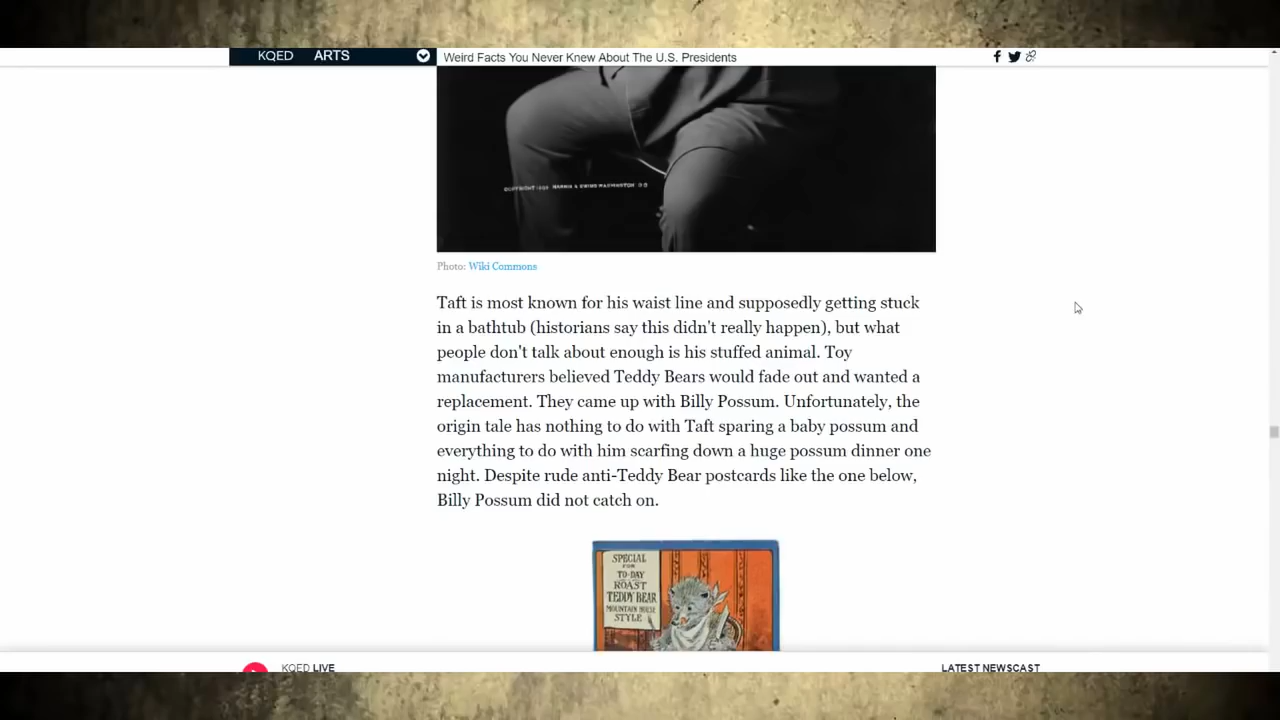 KQED ARTS Weird Facts You Never Knew About The U.S. Presidents
COPYRIGHT HARRIS & EWING WASHINGTON
Photo: Wiki Commons
Taft is most known for his waist line and supposedly getting stuck
in a bathtub (historians say this didn't really happen), but what
people don't talk about enough is his stuffed animal. Toy
manufacturers believed Teddy Bears would fade out and wanted a
replacement. They came up with Billy Possum. Unfortunately, the
origin tale has nothing to do with Taft sparing a baby possum and
everything to do with him scarfing down a huge possum dinner one
night. Despite rude anti-Teddy Bear postcards like the one below,
Billy Possum did not catch on.
SPECIAL
FOR
TO-DAY
ROAST
TEDDY BEAR
MOUNTAIN
STYLE
KQED LIVE
LATEST NEWSCAST